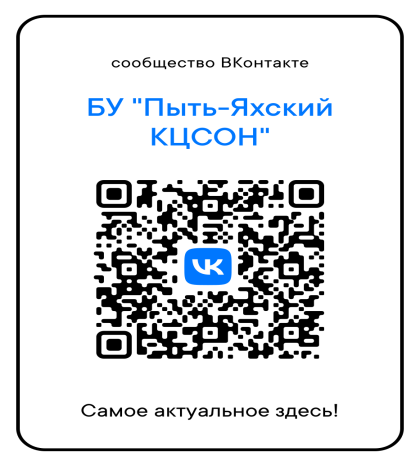 сообщество ВКонтакте
БУ "Пыть-Яхский
КЦСОН"
Самое актуальное здесь!